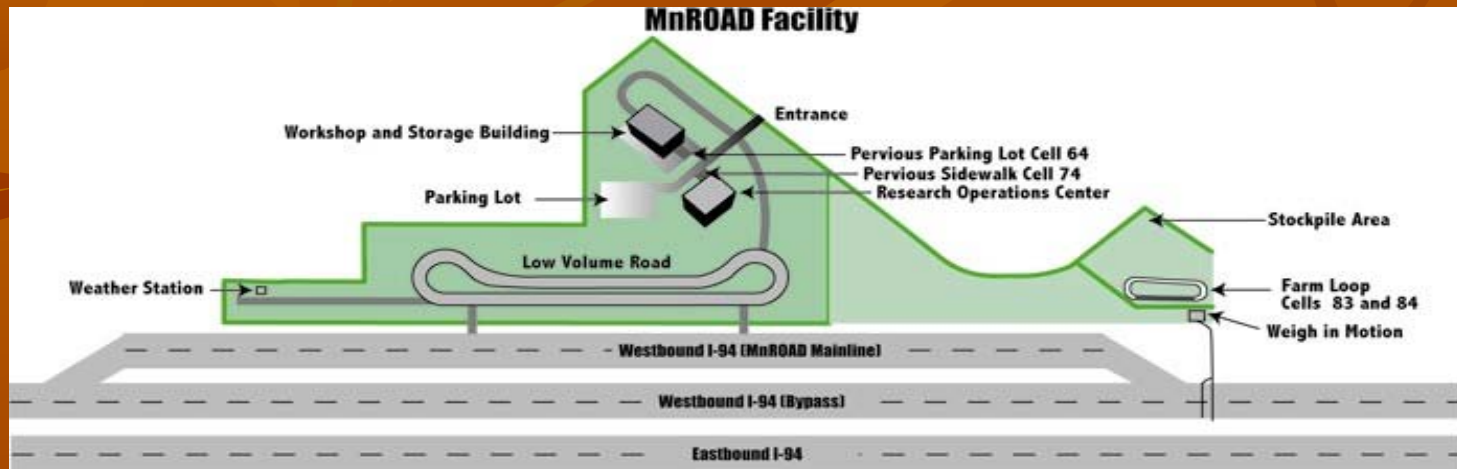 MnROAD Facility
Entrance
Workshop and Storage Building
Pervious Parking Lot Cell 64
Pervious Sidewalk Cell 74
Parking Lot
Research Operations Center
Stockpile Area
Low Volume Road
Weather Station
Farm Loop
Cells 83 and 84
Weigh in Motion
Westbound I-94 (MnROAD Mainline)
Westbound I-94 (Bypass)
Eastbound I-94